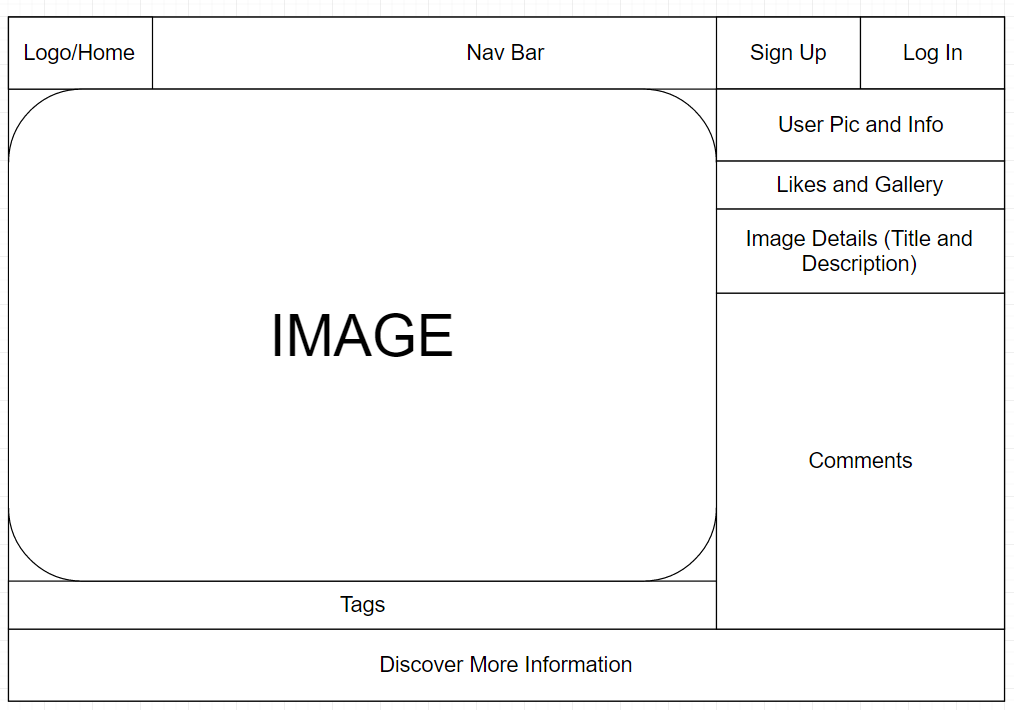 Logo/Home
Nav Bar
Sign Up
Log In
User Pic and Info
Likes and Gallery
Image Details (Title and
Description)
IMAGE
Comments
Tags
Discover More Information